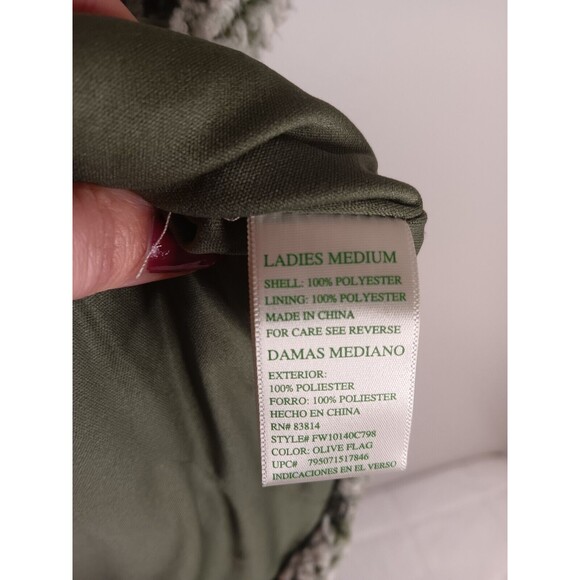 LADIES MEDIUM
SHELL: 100% POLYESTER
LINING: 100% POLYESTER
MADE IN CHINA
FOR CARE SEE REVERSE
DAMAS MEDIANO
EXTERIOR:
100% POLIESTER
FORRO: 100% POLIESTER
HECHO EN CHINA
RN# 83814
STYLE# FW10140C798
COLOR: OLIVE FLAG
UPC# 795071517846
INDICACIONES EN EL VERSO